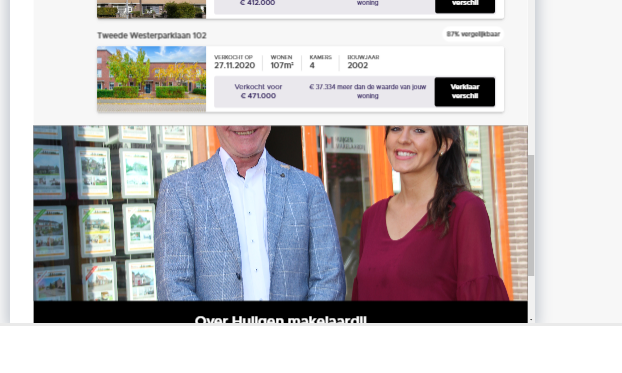 € 412.000
woning
verschil
Tweede Westerparklaan 102
87% vergelijkbaar
VERKOCHT OP
WONEN
KAMERS
BOUWJAAR
27.11.2020
107m²
4
2002
Verkocht voor
€ 471.000
€ 37.334 meer dan de waarde van jouw
woning
Verklaar
verschil
Over Huijgen makelaardij